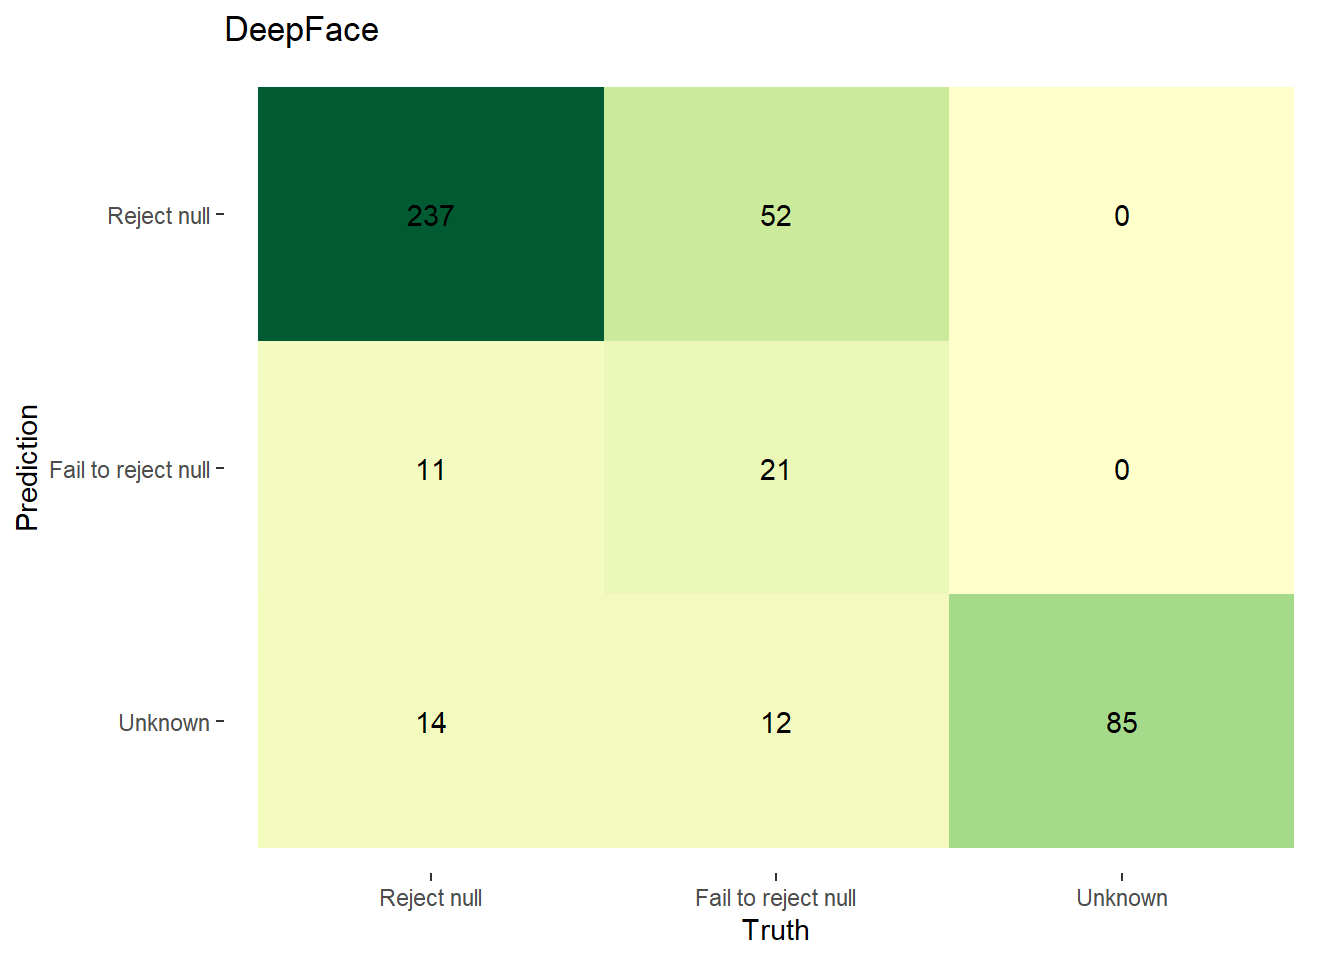 DeepFace
Reject null
237
52
0
Prediction
Fail to reject null
11
21
0
Unknown
14
12
85
Reject null
Fail to reject null
Unknown
Truth